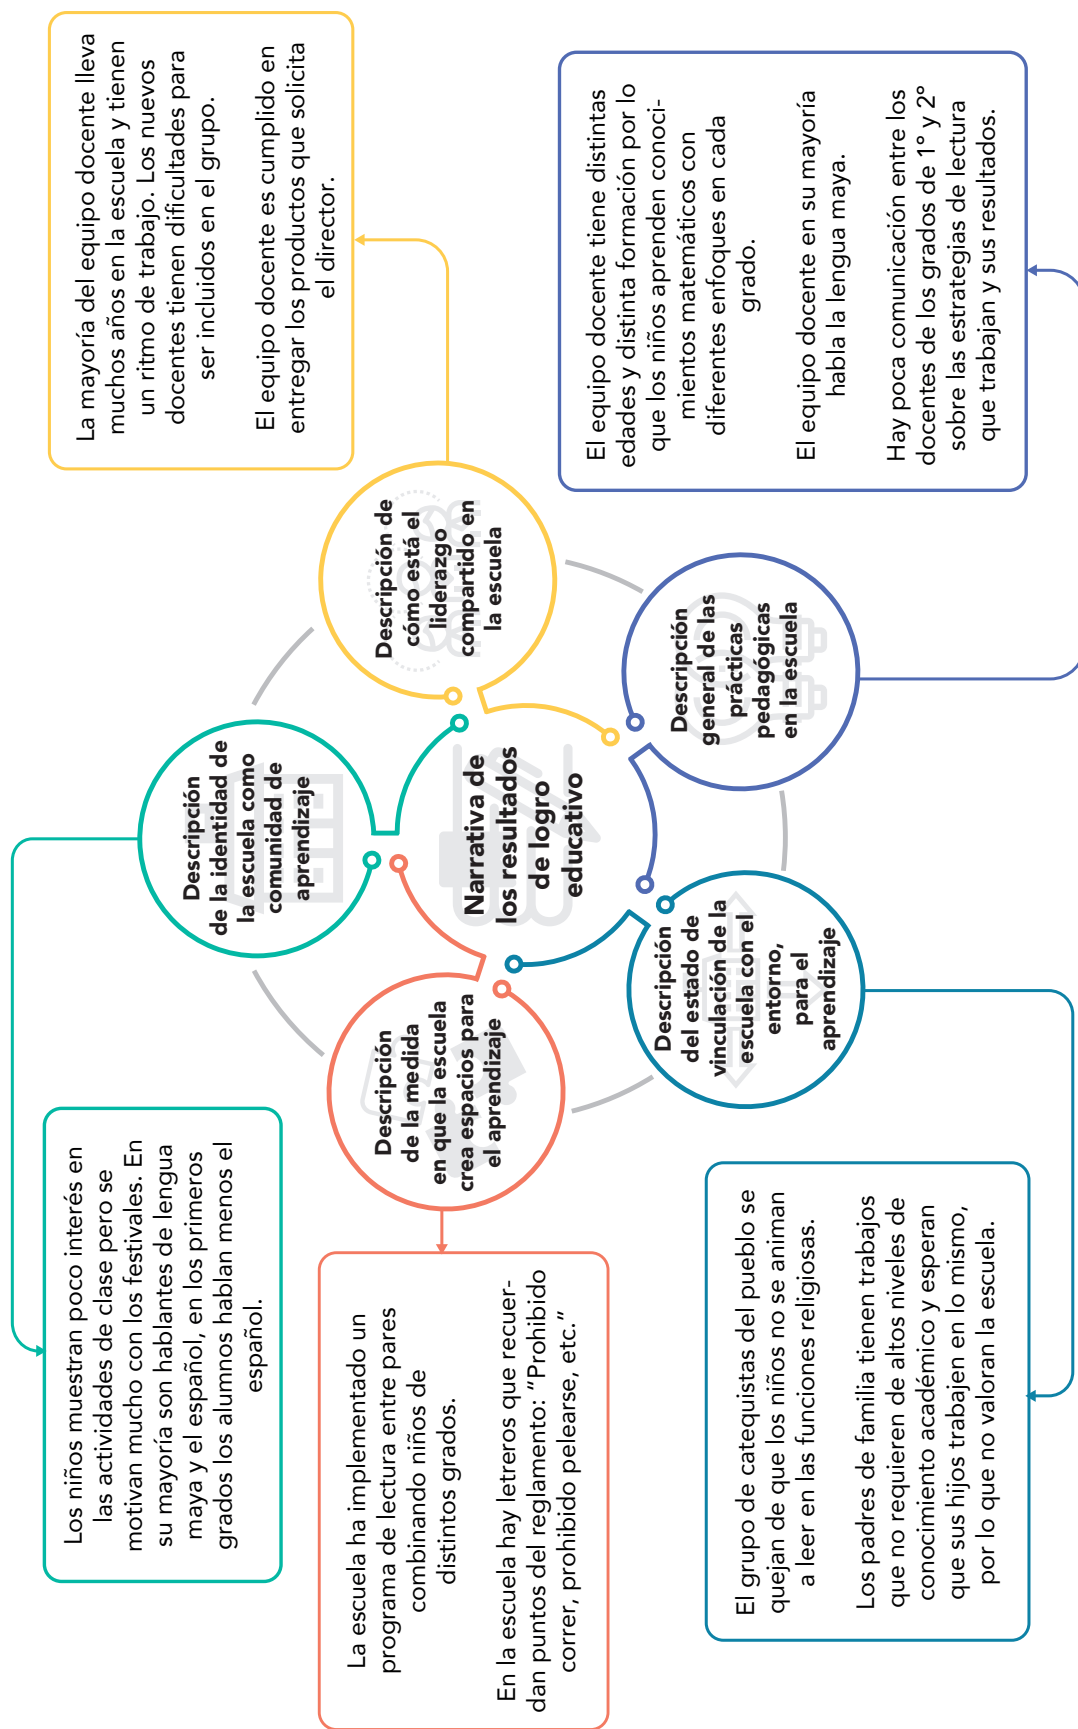 Los niños muestran poco interés en
las actividades de clase pero se
motivan mucho con los festivales. En
su mayoría son hablantes de lengua
maya y el español, en los primeros
grados los alumnos hablan menos el
español.
La mayoría del equipo docente lleva
muchos años en la escuela y tienen
un ritmo de trabajo. Los nuevos
docentes tienen dificultades para
ser incluidos en el grupo.
El equipo docente es cumplido en
entregar los productos que solicita
el director.
Descripción
de la identidad de
la escuela como
comunidad de
aprendizaje
La escuela ha implementado un
programa de lectura entre pares
combinando niños de
distintos grados.
En la escuela hay letreros que recuer-
dan puntos del reglamento: “Prohibido
correr, prohibido pelearse, etc.”
Descripción
de la medida
en que la escuela
crea espacios para
el aprendizaje
Descripción de
cómo está el
liderazgo
compartido en
la escuela
Narrativa de
los resultados
de logro
educativo
Descripción
del estado de
vinculación de la
escuela con el
entorno,
para el
aprendizaje
Descripción
general de las
prácticas
pedagógicas
en la escuela
El grupo de catequistas del pueblo se
quejan de que los niños no se animan
a leer en las funciones religiosas.
Los padres de familia tienen trabajos
que no requieren de altos niveles de
conocimiento académico y esperan
que sus hijos trabajen en lo mismo,
por lo que no valoran la escuela.
El equipo docente tiene distintas
edades y distinta formación por lo
que los niños aprenden conoci-
mientos matemáticos con
diferentes enfoques en cada
grado.
El equipo docente en su mayoría
habla la lengua maya.
Hay poca comunicación entre los
docentes de los grados de 1° y 2°
sobre las estrategias de lectura
que trabajan y sus resultados.